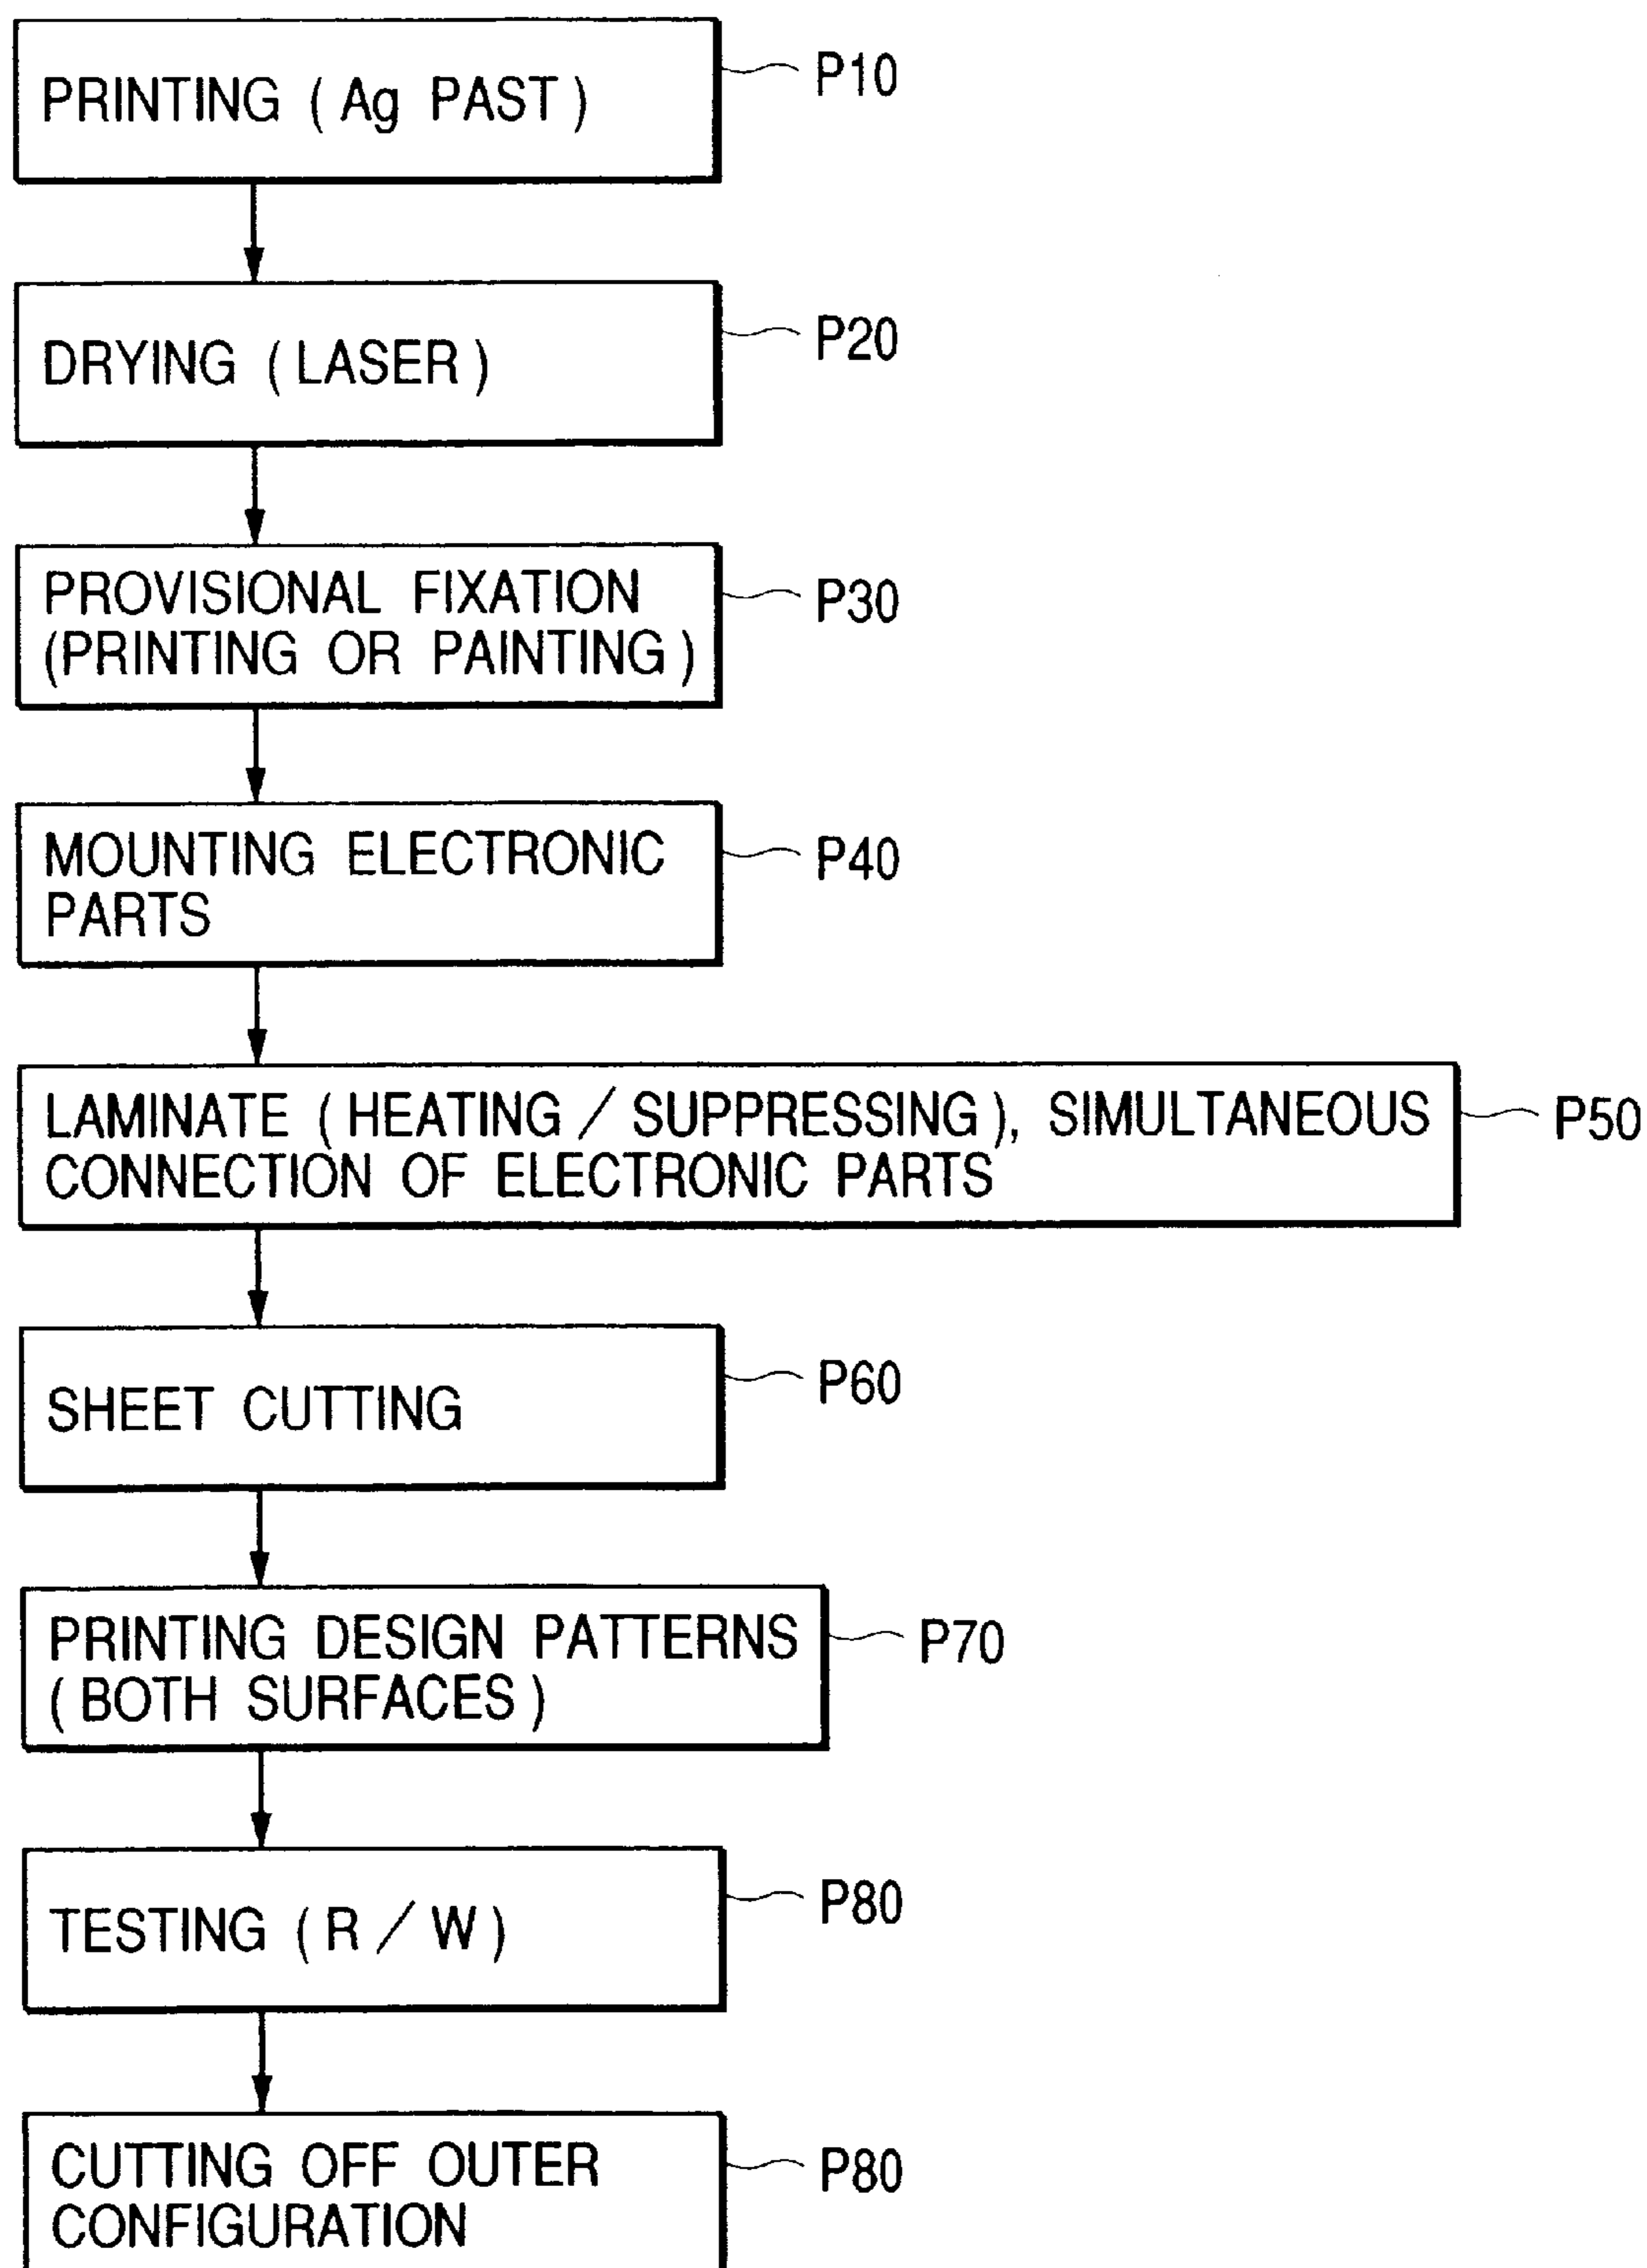 PRINTING (Ag PAST)
P10
DRYING (LASER)
P20
PROVISIONAL FIXATION
(PRINTING OR PAINTING)
P30
MOUNTING ELECTRONIC
PARTS
P40
LAMINATE (HEATING/SUPPRESSING), SIMULTANEOUS
CONNECTION OF ELECTRONIC PARTS
P50
SHEET CUTTING
P60
PRINTING DESIGN PATTERNS
(BOTH SURFACES)
P70
TESTING (R/W)
P80
CUTTING OFF OUTER
CONFIGURATION
P80